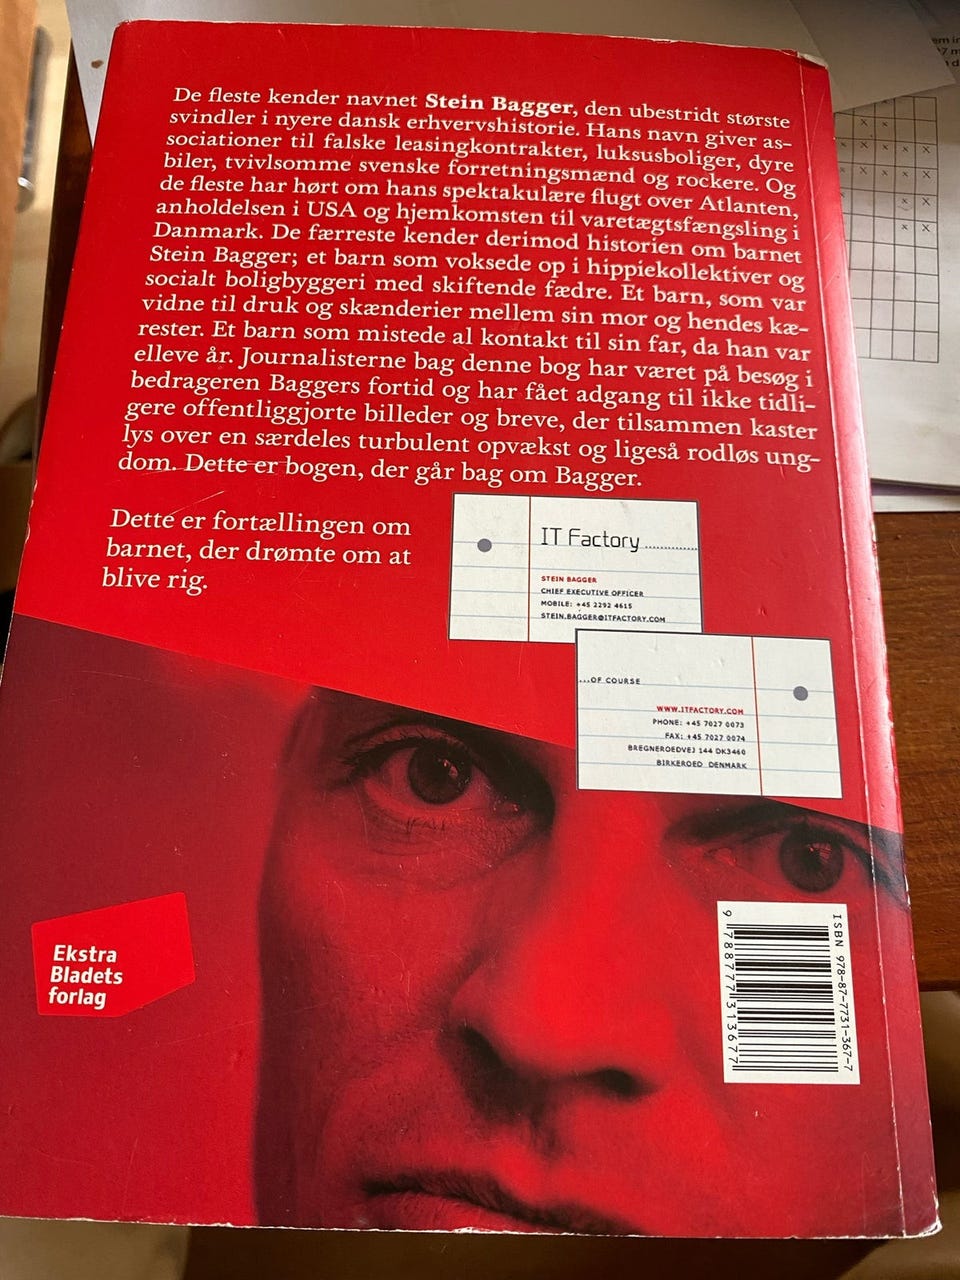 De fleste kender navnet Stein Bagger, den ubestridt største
svindler i nyere dansk erhvervshistorie. Hans navn giver as-
sociationer til falske leasingkontrakter, luksusboliger, dyre
biler, tvivlsomme svenske forretningsmænd og rockere. Og
de fleste har hørt om hans spektakulære flugt over Atlanten,
anholdelsen i USA og hjemkomsten til varetægtsfængsling i
Danmark. De færreste kender derimod historien om barnet
Stein Bagger; et barn som voksede op i hippiekollektiver og
socialt boligbyggeri med skiftende fædre. Et barn, som var
vidne til druk og skænderier mellem sin mor og hendes kæ-
rester. Et barn som mistede al kontakt til sin far, da han var
elleve år. Journalisterne bag denne bog har været på besøg i
bedrageren Baggers fortid og har fået adgang til ikke tidli-
gere offentliggjorte billeder og breve, der tilsammen kaster
lys over en særdeles turbulent opvækst og ligeså rodløs ung-
dom. Dette er bogen, der går bag om Bagger.
Dette er fortællingen om
barnet, der drømte om at
blive rig.
IT Factory
STEIN BAGGER
CHIEF EXECUTIVE OFFICER
MOBILE: +45 2292 4615
STEIN.BAGGER@ITFACTORY.COM
...OF COURSE
WWW.ITFACTORY.COM
PHONE: +45 7027 0073
FAX: +45 7027 0074
BREGNEROEDVEJ 144 DK3460
BIRKEROED DENMARK
Ekstra
Bladets
forlag
ISBN 978-87-7731-367-7
9 788777 313677